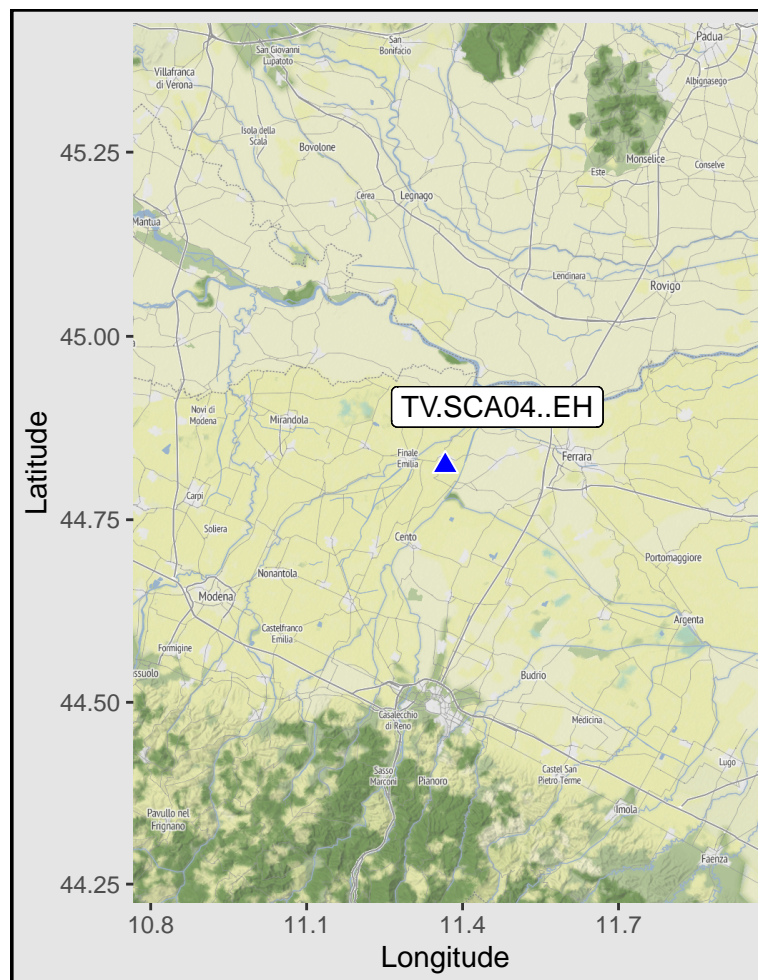 Padua
San Giovanni
Lupatoto
San
Bonifacio
Villafranca
di Verona
Albignasego
Isola della
Scala
Bovolone
45.25
Monselice
Conselve
Este
Cerea
Legnago
Mantua
Lendinara
Rovigo
45.00
TV.SCA04..EH
Novi di
Modena
Mirandola
Finale
Emilia
Ferrara
Latitude
Carpi
44.75
Soliera
Cento
Portomaggiore
Nonantola
Modena
Argenta
Castelfranco
Emilia
Formigine
ssuolo
Budrio
44.50
Casalecchio
di Reno
Medicina
Lugo
Sasso
Marconi
Pianoro
Castel San
Pietro Terme
Pavullo nel
Frignano
Imola
Faenza
44.25
10.8
11.1
11.4
11.7
Longitude